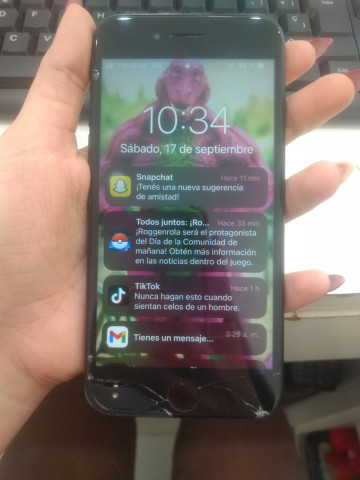 10:34
Sábado, 17 de septiembre
Snapchat Hace 11 min
¡Tenés una nueva sugerencia
de amistad!
Todos juntos: ¡Ro... Hace 33 min
¡Roggenrola será el protagonista
del Día de la Comunidad de
mañana! Obtén más información
en las noticias dentro del juego.
TikTok Hace 1 h
Nunca hagan esto cuando
sientan celos de un hombre.
Tienes un mensaje... a. m.